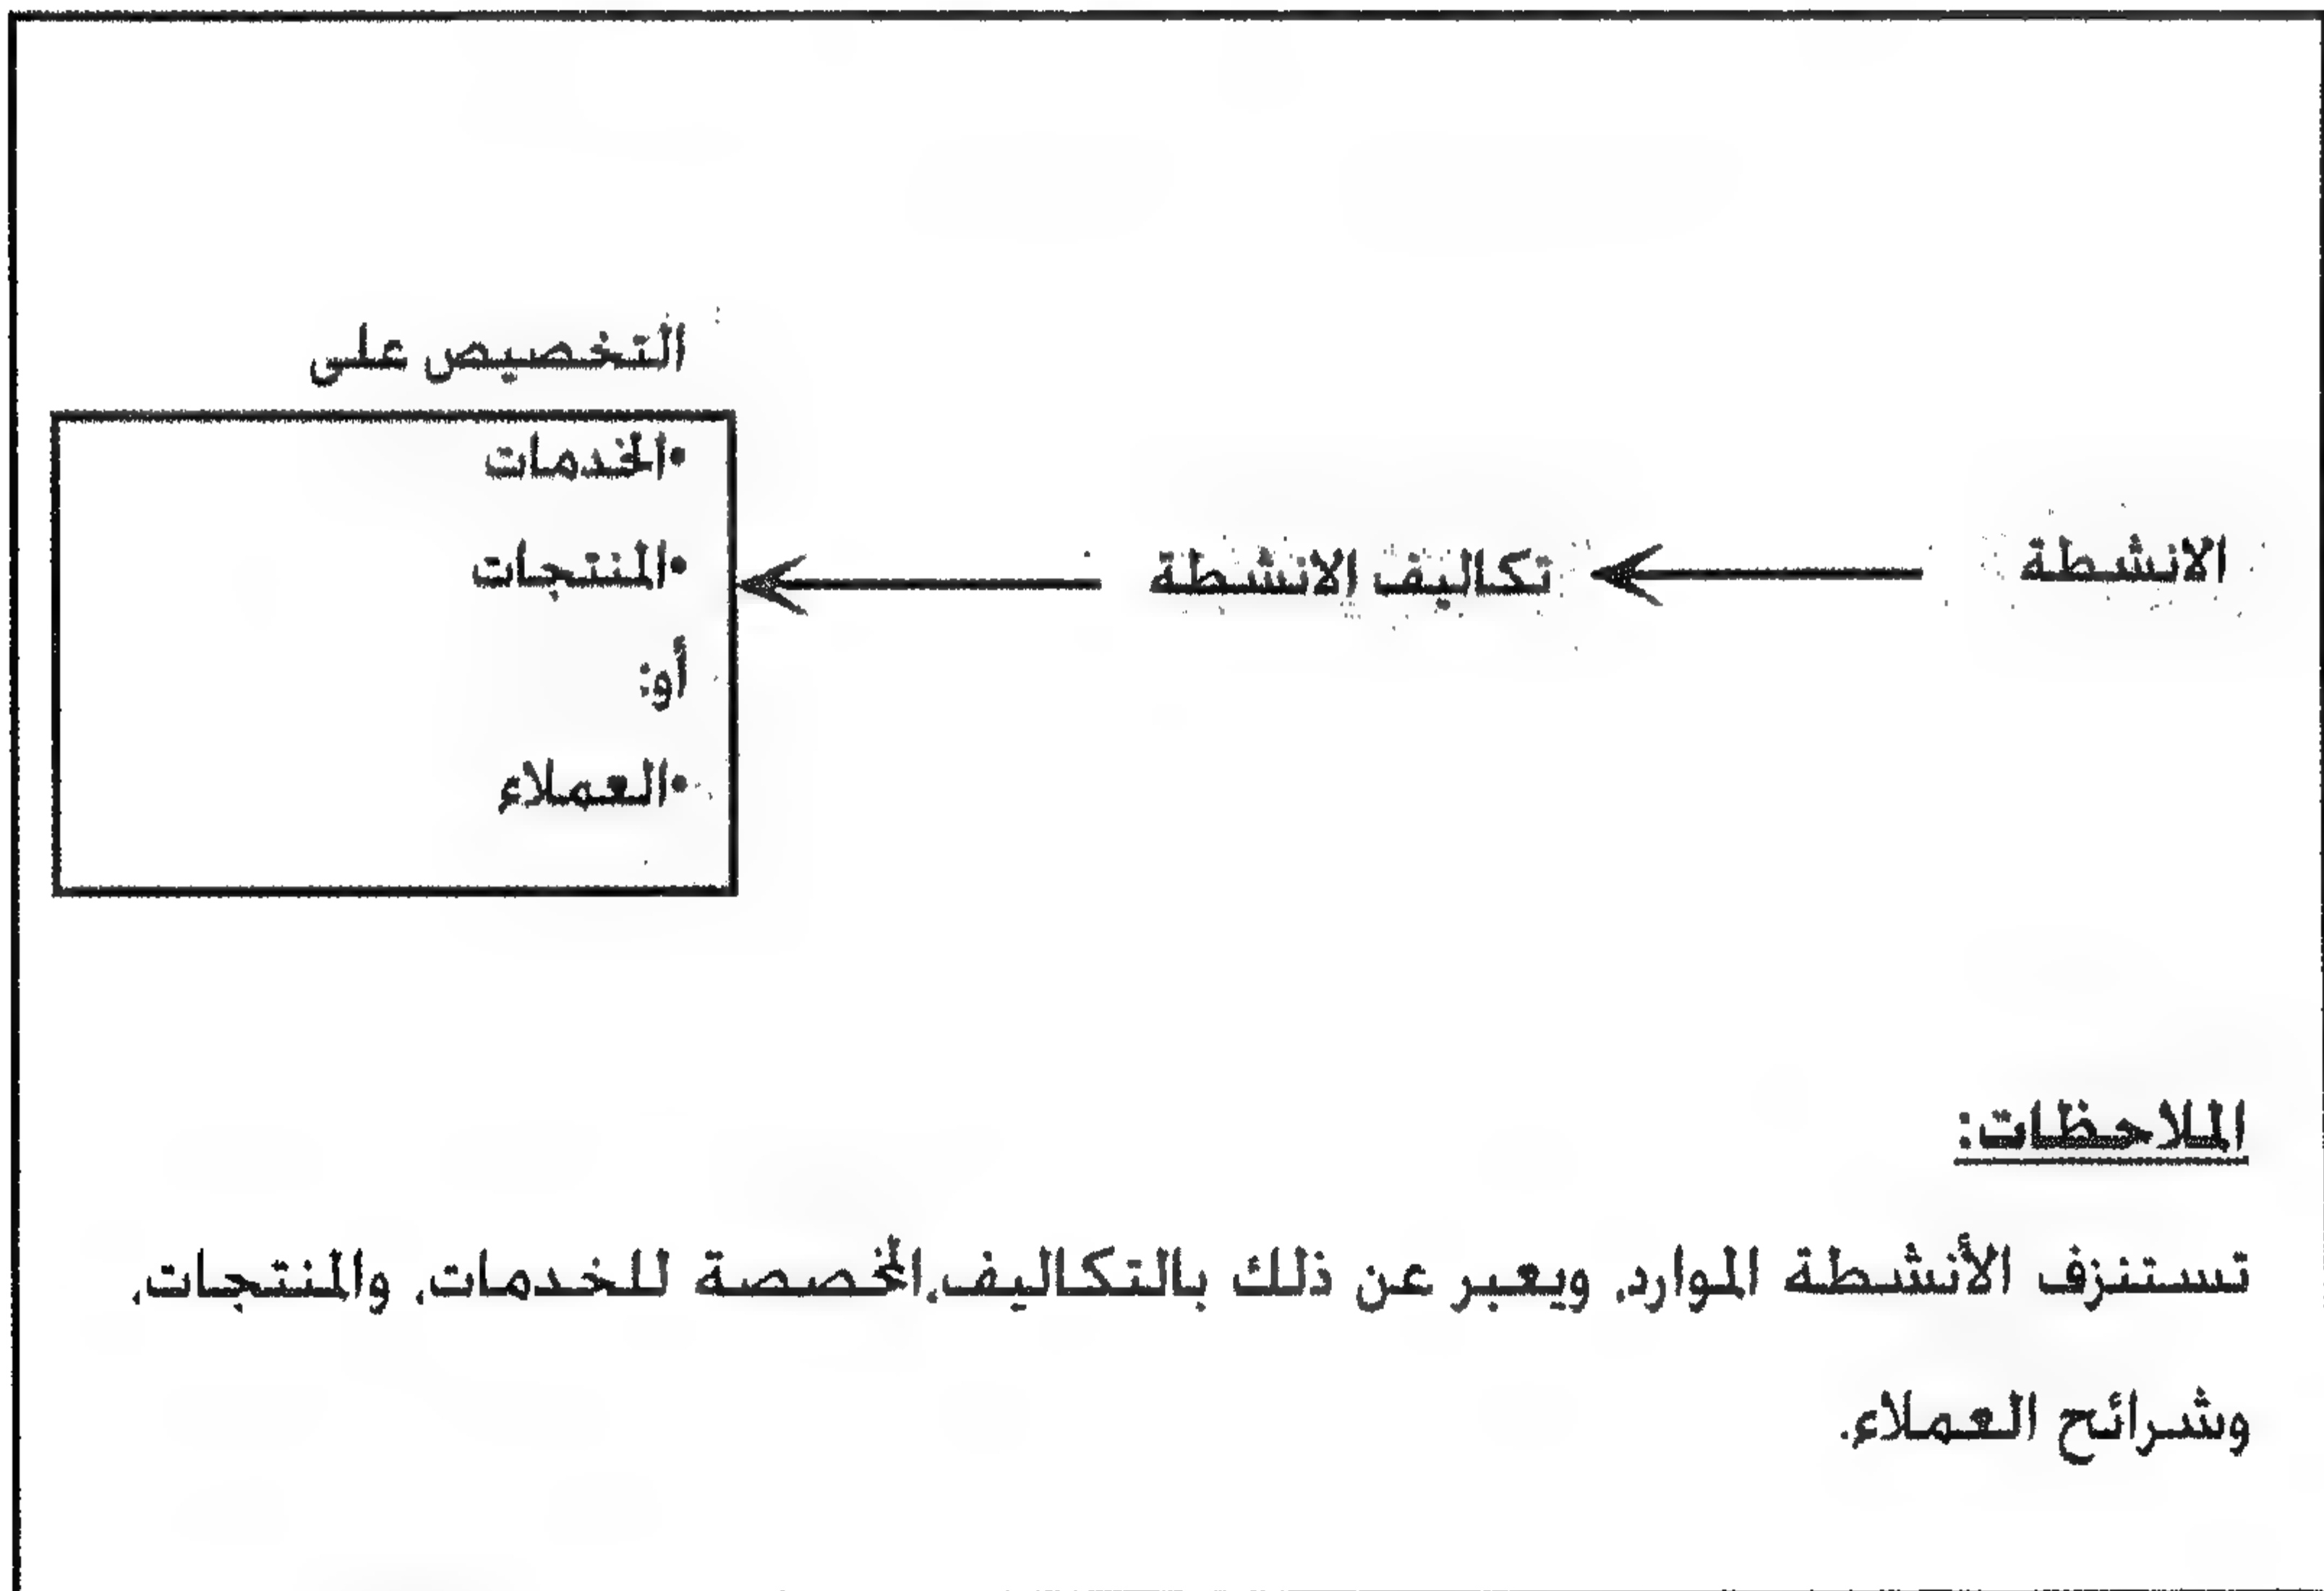 التخصيص على
•الخدمات
•المنتجات
أو:
•العملاء
تكاليف الانشطة
الانشطة
الملاحظات:
تستنزف الأنشطة الموارد، ويعبر عن ذلك بالتكاليف،المخصصة للخدمات، والمنتجات،
وشرائح العملاء.